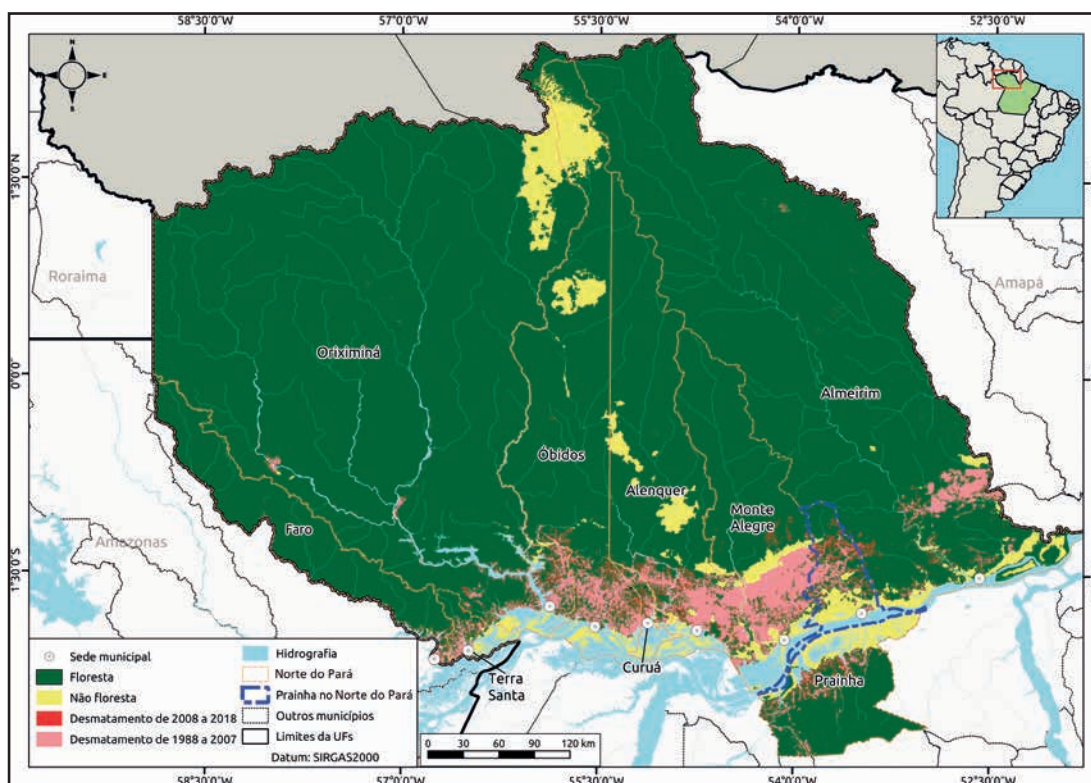 58°30'0"W 57°0'0"W 55°30'0"W 54°0'0"W 52°30'0"W
N
E
S
1°30'0"N
Roraima
Amapá
0°0'0"
Oriximiná
Almeirim
Óbidos
Alenquer
Monte
Alegre
Faro
Amazonas
1°30'0"S
Curuá
Terra
Santa
Prainha
Sede municipal
Floresta
Não floresta
Desmatamento de 2008 a 2018
Desmatamento de 1988 a 2007
Hidrografia
Norte do Pará
Prainha no Norte do Pará
Outros municípios
Limites da UFs
Datum: SIRGAS2000
0 30 60 90 120 km
58°30'0"W 57°0'0"W 55°30'0"W 54°0'0"W 52°30'0"W